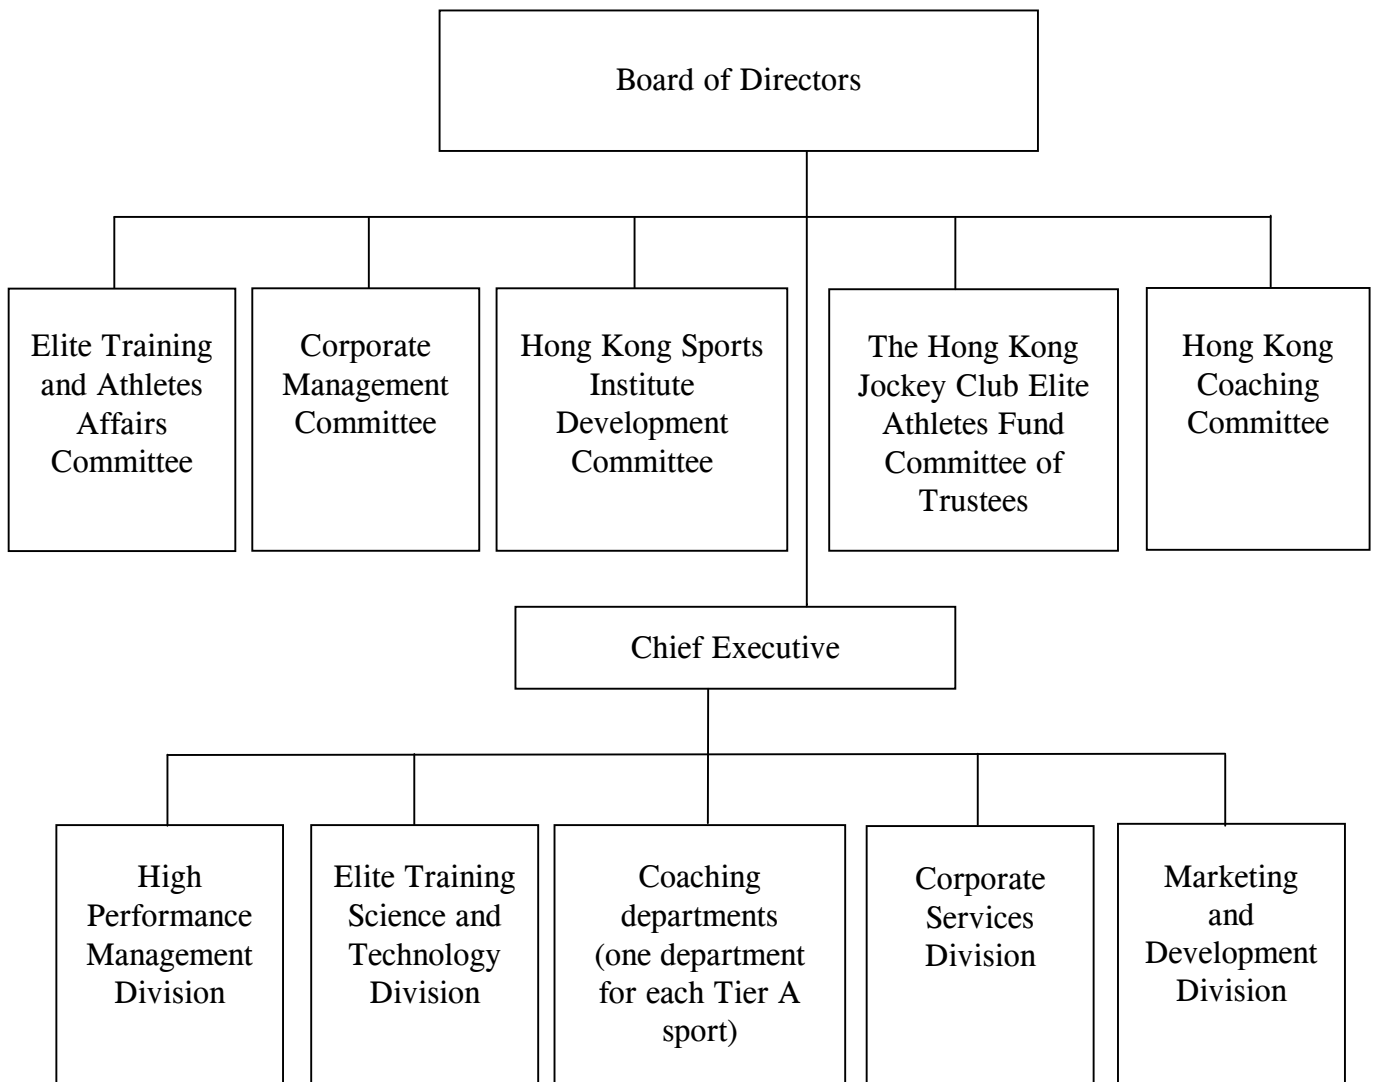 Board of Directors
Elite Training
and Athletes
Affairs
Committee
Corporate
Management
Committee
Hong Kong Sports
Institute
Development
Committee
The Hong Kong
Jockey Club Elite
Athletes Fund
Committee of
Trustees
Hong Kong
Coaching
Committee
Chief Executive
High
Performance
Management
Division
Elite Training
Science and
Technology
Division
Coaching
departments
(one department
for each Tier A
sport)
Corporate
Services
Division
Marketing
and
Development
Division